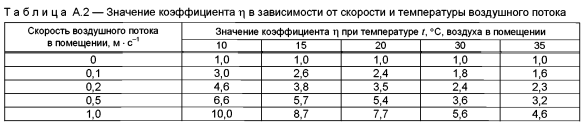 Т а б л и ц а  А.2 — Значение коэффициента η в зависимости от скорости и температуры воздушного потока
Скорость воздушного потока в помещении, м · с⁻¹ | Значение коэффициента η при температуре t, °С, воздуха в помещении
10 | 15 | 20 | 30 | 35
0 | 1,0 | 1,0 | 1,0 | 1,0 | 1,0
0,1 | 3,0 | 2,6 | 2,4 | 1,8 | 1,6
0,2 | 4,6 | 3,8 | 3,5 | 2,4 | 2,3
0,5 | 6,6 | 5,7 | 5,4 | 3,6 | 3,2
1,0 | 10,0 | 8,7 | 7,7 | 5,6 | 4,6